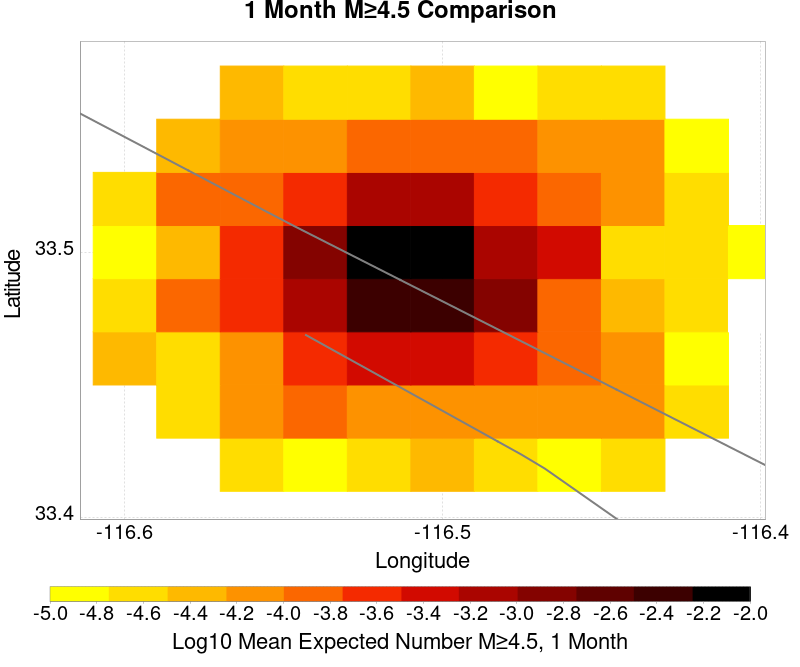 1 Month M≥4.5 Comparison
Latitude
33.5
33.4
-116.6 -116.5 -116.4
Longitude
-5.0 -4.8 -4.6 -4.4 -4.2 -4.0 -3.8 -3.6 -3.4 -3.2 -3.0 -2.8 -2.6 -2.4 -2.2 -2.0
Log10 Mean Expected Number M≥4.5, 1 Month